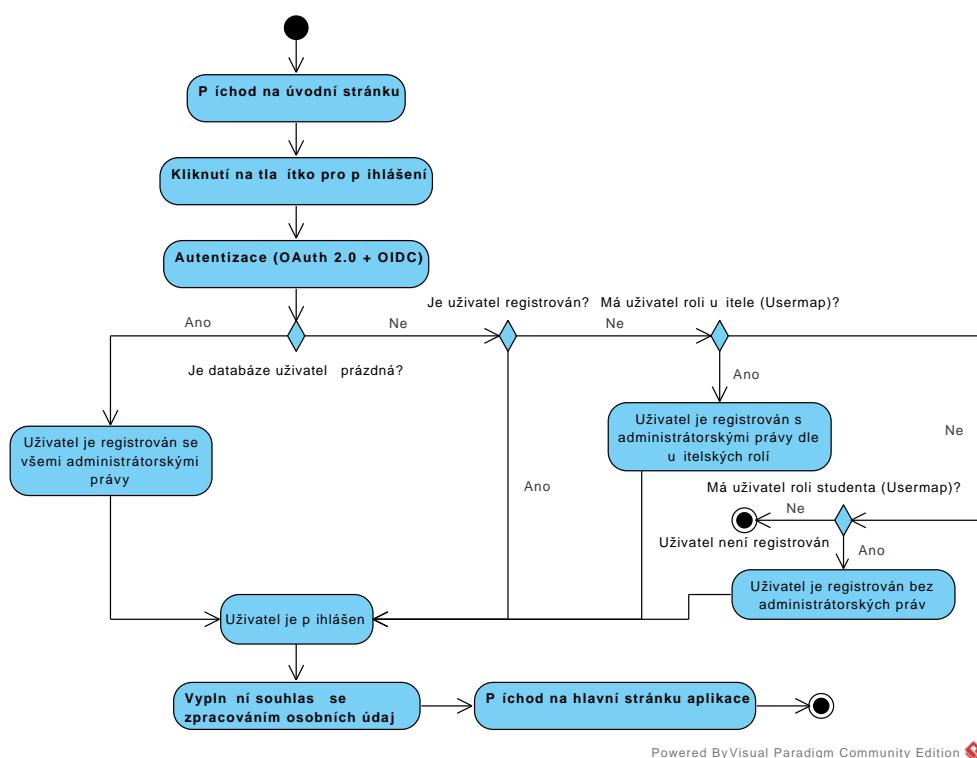 P íchod na úvodní stránku
Kliknutí na tla ítko pro p ihlášení
Autentizace (OAuth 2.0 + OIDC)
Je uživatel registrován?
Má uživatel roli u itele (Usermap)?
Ano
Ne
Ne
Je databáze uživatel prázdná?
Ano
Uživatel je registrován se
všemi administrátorskými
právy
Uživatel je registrován s
administrátorskými právy dle
u itelských rolí
Ne
Ano
Má uživatel roli studenta (Usermap)?
Ne
Uživatel není registrován
Ano
Uživatel je registrován bez
administrátorských práv
Uživatel je p ihlášen
Vypln ní souhlas se
zpracováním osobních údaj
P íchod na hlavní stránku aplikace
Powered By Visual Paradigm Community Edition